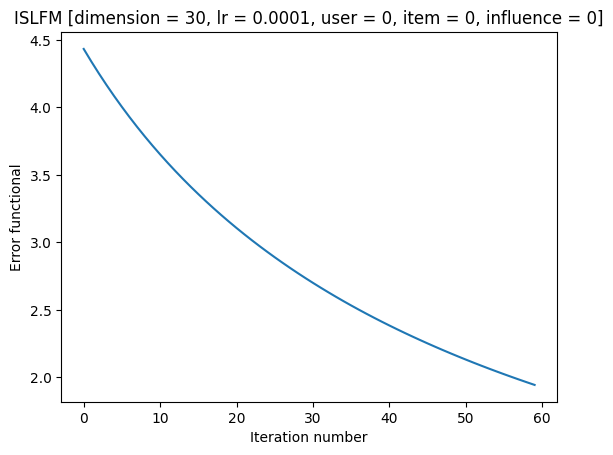 ISLFM [dimension = 30, lr = 0.0001, user = 0, item = 0, influence = 0]
4.5
4.0
3.5
3.0
2.5
2.0
Error functional
0 10 20 30 40 50 60
Iteration number